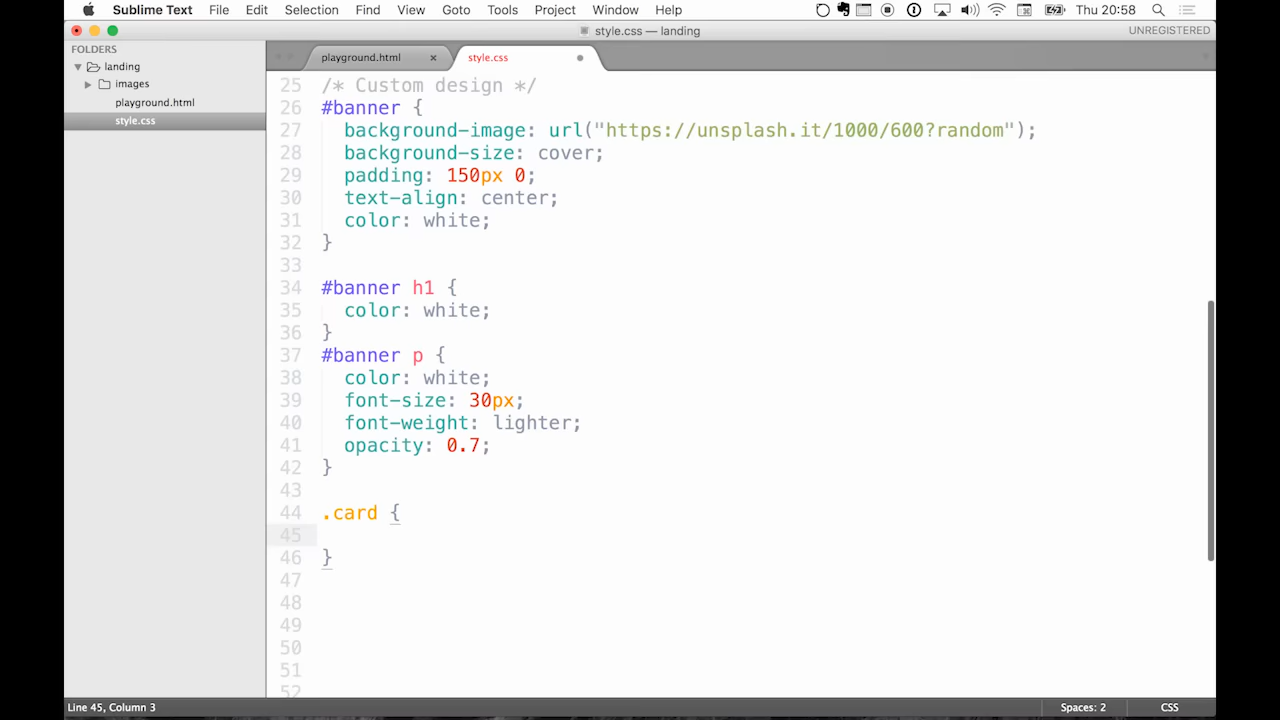 Sublime Text File Edit Selection Find View Goto Tools Project Window Help Thu 20:58
style.css — landing UNREGISTERED
FOLDERS
landing
images
playground.html
style.css
playground.html × style.css
25 /* Custom design */
26 #banner {
27 background-image: url("https://unsplash.it/1000/600?random");
28 background-size: cover;
29 padding: 150px 0;
30 text-align: center;
31 color: white;
32 }
33
34 #banner h1 {
35 color: white;
36 }
37 #banner p {
38 color: white;
39 font-size: 30px;
40 font-weight: lighter;
41 opacity: 0.7;
42 }
43
44 .card {
45
46 }
47
48
49
50
51
52
Line 45, Column 3 Spaces: 2 CSS